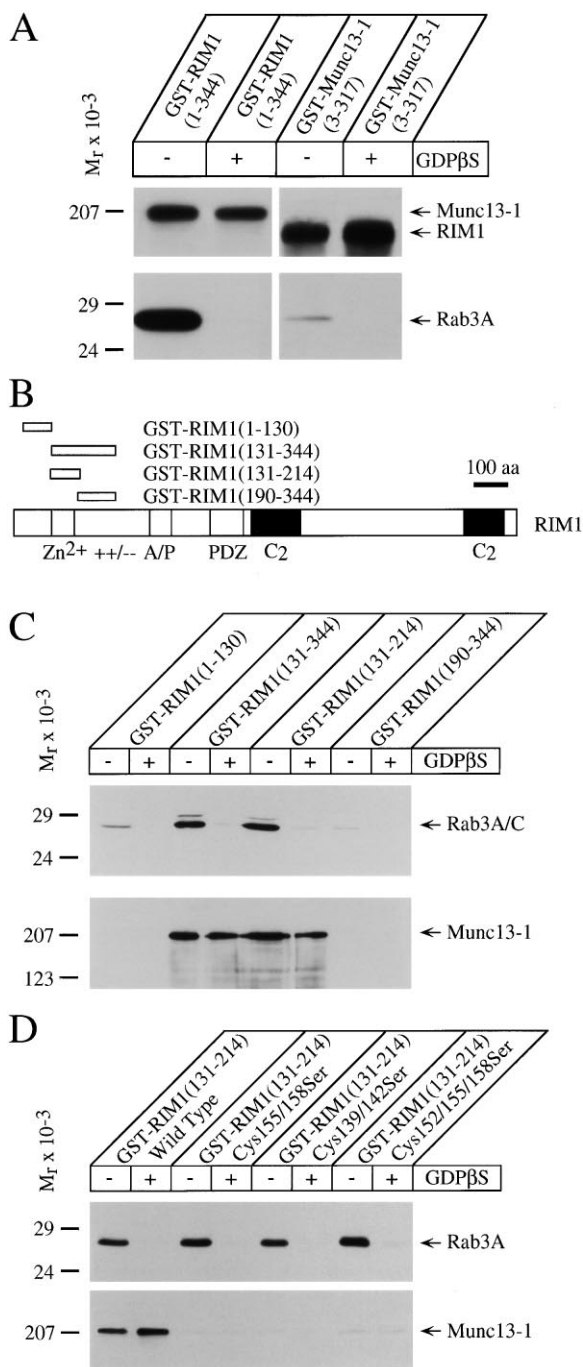 A
GST-RIM1
(1-344)
GST-RIM1
(1-344)
GST-Munc13-1
(3-317)
GST-Munc13-1
(3-317)
Mr x 10-3
- + - + GDPβS
207
Munc13-1
RIM1
29
24
Rab3A
B
GST-RIM1(1-130)
GST-RIM1(131-344)
GST-RIM1(131-214)
GST-RIM1(190-344)
100 aa
RIM1
Zn2+ ++/-- A/P PDZ C2 C2
C
GST-RIM1(1-130)
GST-RIM1(131-344)
GST-RIM1(131-214)
GST-RIM1(190-344)
Mr x 10-3
- + - + - + - + GDPβS
29
24
Rab3A/C
207
123
Munc13-1
D
GST-RIM1(131-214)
Wild Type
GST-RIM1(131-214)
Cys155/158Ser
GST-RIM1(131-214)
Cys139/142Ser
GST-RIM1(131-214)
Cys152/155/158Ser
Mr x 10-3
- + - + - + - + GDPβS
29
24
Rab3A
207
Munc13-1